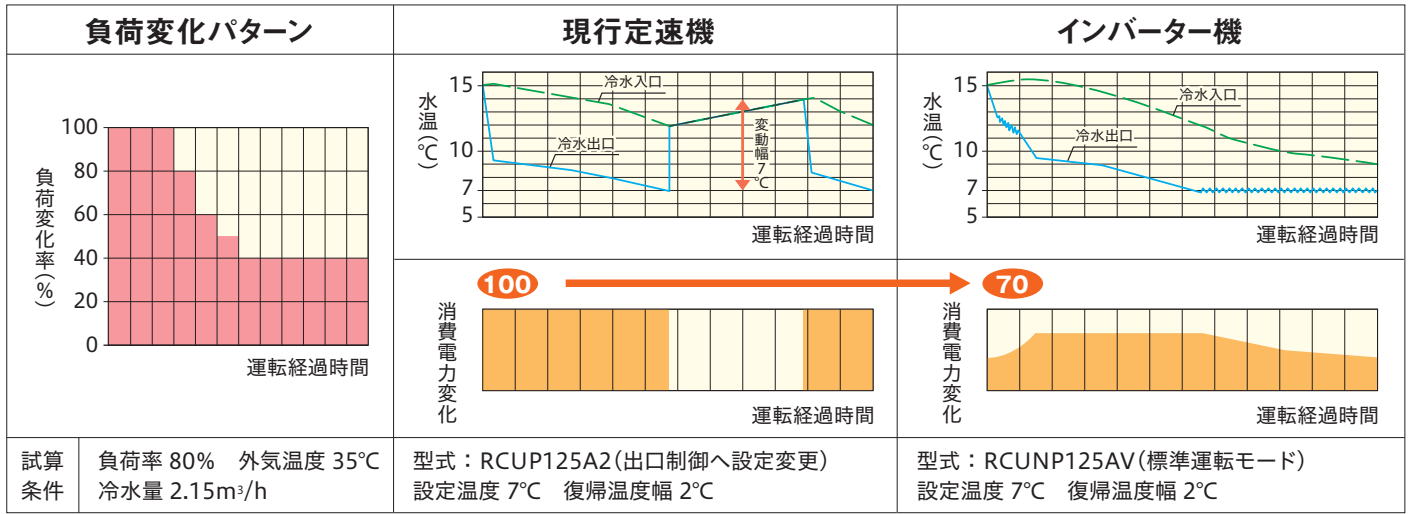 負荷変化パターン
現行定速機
インバーター機
負荷変化率(%)
100
80
60
40
20
0
運転経過時間
水温(℃)
15
10
7
5
冷水入口
冷水出口
変動幅7℃
運転経過時間
水温(℃)
15
10
7
5
冷水入口
冷水出口
運転経過時間
100
消費電力変化
運転経過時間
70
消費電力変化
運転経過時間
試算
条件
負荷率 80%　外気温度 35℃
冷水量 2.15m³/h
型式：RCUP125A2(出口制御へ設定変更)
設定温度 7℃　復帰温度幅 2℃
型式：RCUNP125AV(標準運転モード)
設定温度 7℃　復帰温度幅 2℃